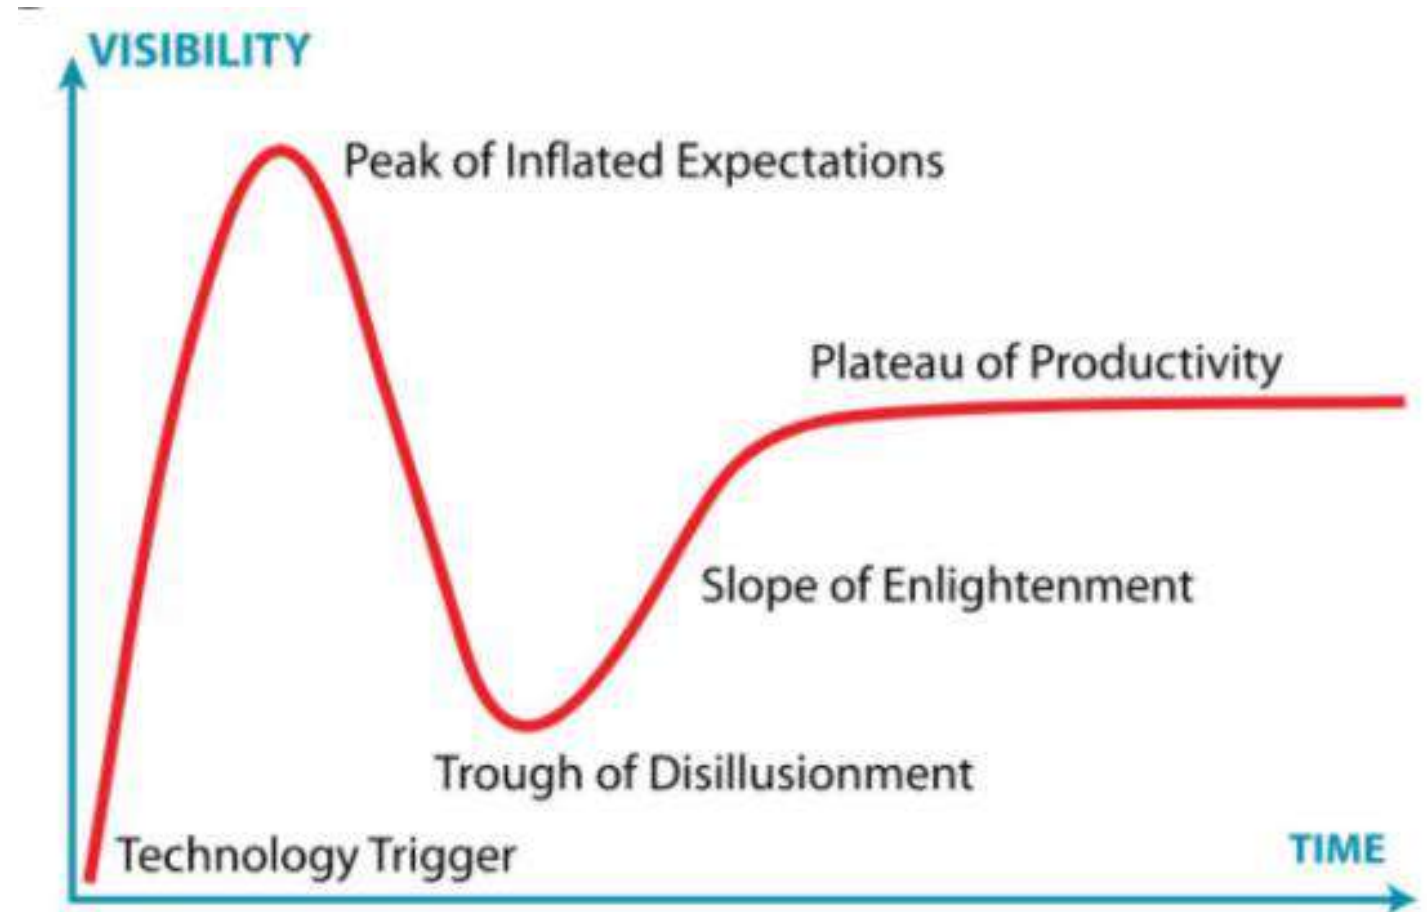 VISIBILITY
Peak of Inflated Expectations
Plateau of Productivity
Slope of Enlightenment
Trough of Disillusionment
Technology Trigger
TIME